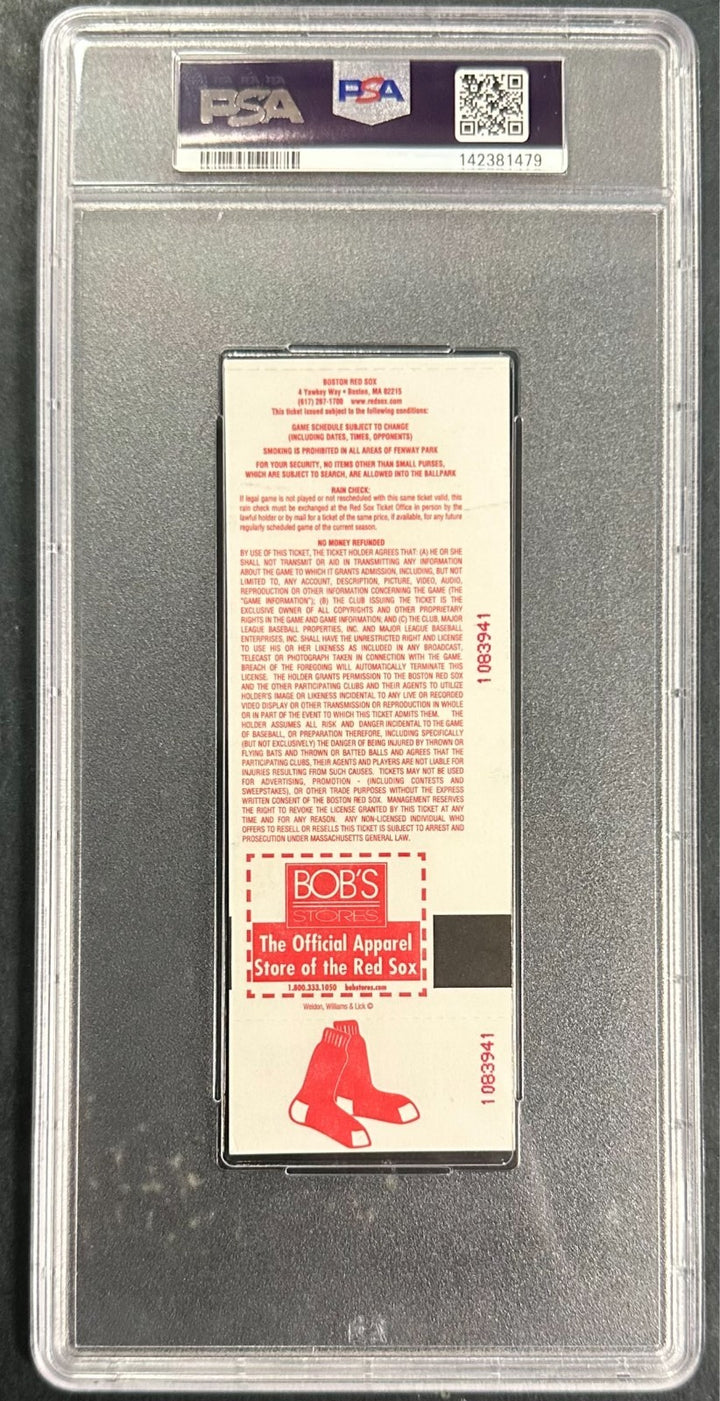 PSA
PSA
142381479
BOSTON RED SOX
4 Yawkey Way • Boston, MA 02215
(617) 267-1700 www.redsox.com
This ticket issued subject to the following conditions:
GAME SCHEDULE SUBJECT TO CHANGE
(INCLUDING DATES, TIMES, OPPONENTS)
SMOKING IS PROHIBITED IN ALL AREAS OF FENWAY PARK
FOR YOUR SECURITY, NO ITEMS OTHER THAN SMALL PURSES,
WHICH ARE SUBJECT TO SEARCH, ARE ALLOWED INTO THE BALLPARK
RAIN CHECK:
If legal game is not played or not rescheduled with this same ticket valid, this
rain check must be exchanged at the Red Sox Ticket Office in person by the
lawful holder or by mail for a ticket of the same price, if available, for any future
regularly scheduled game of the current season.
NO MONEY REFUNDED
BY USE OF THIS TICKET, THE TICKET HOLDER AGREES THAT: (A) HE OR SHE
SHALL NOT TRANSMIT OR AID IN TRANSMITTING ANY INFORMATION
ABOUT THE GAME TO WHICH IT GRANTS ADMISSION, INCLUDING, BUT NOT
LIMITED TO, ANY ACCOUNT, DESCRIPTION, PICTURE, VIDEO, AUDIO,
REPRODUCTION OR OTHER INFORMATION CONCERNING THE GAME (THE
"GAME INFORMATION"); (B) THE CLUB ISSUING THE TICKET IS THE
EXCLUSIVE OWNER OF ALL COPYRIGHTS AND OTHER PROPRIETARY
RIGHTS IN THE GAME AND GAME INFORMATION; AND (C) THE CLUB, MAJOR
LEAGUE BASEBALL PROPERTIES, INC. AND MAJOR LEAGUE BASEBALL
ENTERPRISES, INC. SHALL HAVE THE UNRESTRICTED RIGHT AND LICENSE
TO USE HIS OR HER LIKENESS AS INCLUDED IN ANY BROADCAST,
TELECAST OR PHOTOGRAPH TAKEN IN CONNECTION WITH THE GAME.
BREACH OF THE FOREGOING WILL AUTOMATICALLY TERMINATE THIS
LICENSE. THE HOLDER GRANTS PERMISSION TO THE BOSTON RED SOX
AND THE OTHER PARTICIPATING CLUBS AND THEIR AGENTS TO UTILIZE
HOLDER'S IMAGE OR LIKENESS INCIDENTAL TO ANY LIVE OR RECORDED
VIDEO DISPLAY OR OTHER TRANSMISSION OR REPRODUCTION IN WHOLE
OR IN PART OF THE EVENT TO WHICH THIS TICKET ADMITS THEM. THE
HOLDER ASSUMES ALL RISK AND DANGER INCIDENTAL TO THE GAME
OF BASEBALL, OR PREPARATION THEREFORE, INCLUDING SPECIFICALLY
(BUT NOT EXCLUSIVELY) THE DANGER OF BEING INJURED BY THROWN OR
FLYING BATS AND THROWN OR BATTED BALLS AND AGREES THAT THE
PARTICIPATING CLUBS, THEIR AGENTS AND PLAYERS ARE NOT LIABLE FOR
INJURIES RESULTING FROM SUCH CAUSES. TICKETS MAY NOT BE USED
FOR ADVERTISING, PROMOTION - (INCLUDING CONTESTS AND
SWEEPSTAKES), OR OTHER TRADE PURPOSES WITHOUT THE EXPRESS
WRITTEN CONSENT OF THE BOSTON RED SOX. MANAGEMENT RESERVES
THE RIGHT TO REVOKE THE LICENSE GRANTED BY THIS TICKET AT ANY
TIME AND FOR ANY REASON. ANY NON-LICENSED INDIVIDUAL WHO
OFFERS TO RESELL OR RESELLS THIS TICKET IS SUBJECT TO ARREST AND
PROSECUTION UNDER MASSACHUSETTS GENERAL LAW.
1083941
BOB'S
STORES
The Official Apparel
Store of the Red Sox
1.800.333.1050 bobstores.com
Weldon, Williams & Lick ©
1083941